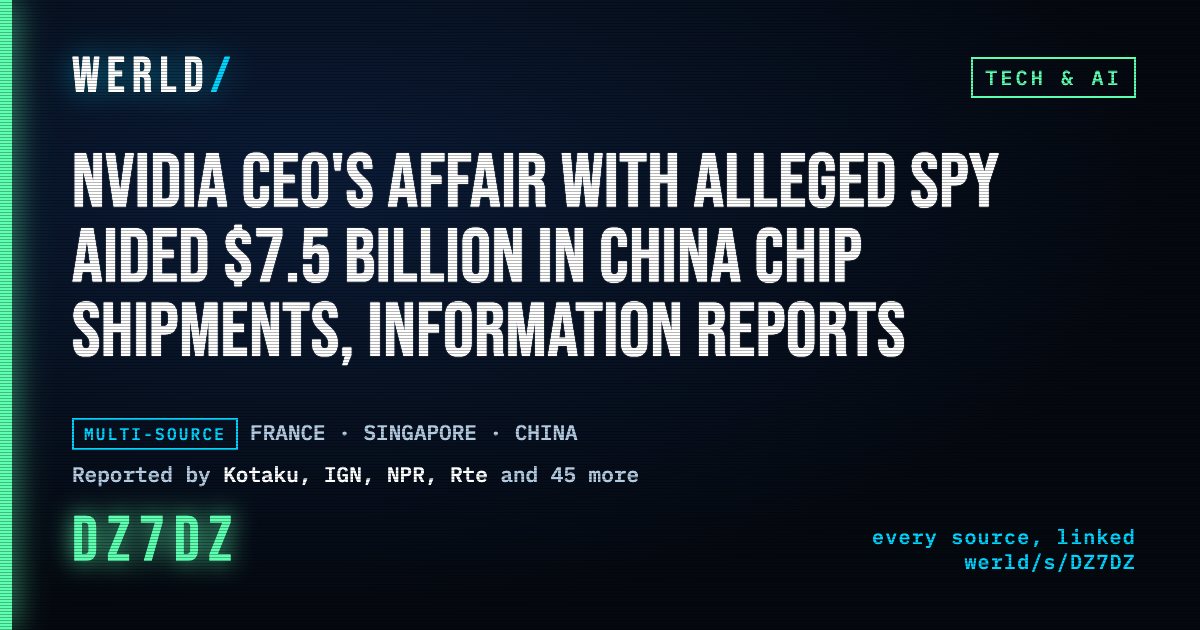 WERLD/
TECH & AI
NVIDIA CEO'S AFFAIR WITH ALLEGED SPY
AIDED $7.5 BILLION IN CHINA CHIP
SHIPMENTS, INFORMATION REPORTS
MULTI-SOURCE FRANCE · SINGAPORE · CHINA
Reported by Kotaku, IGN, NPR, Rte and 45 more
DZ7DZ
every source, linked
werld/s/DZ7DZ